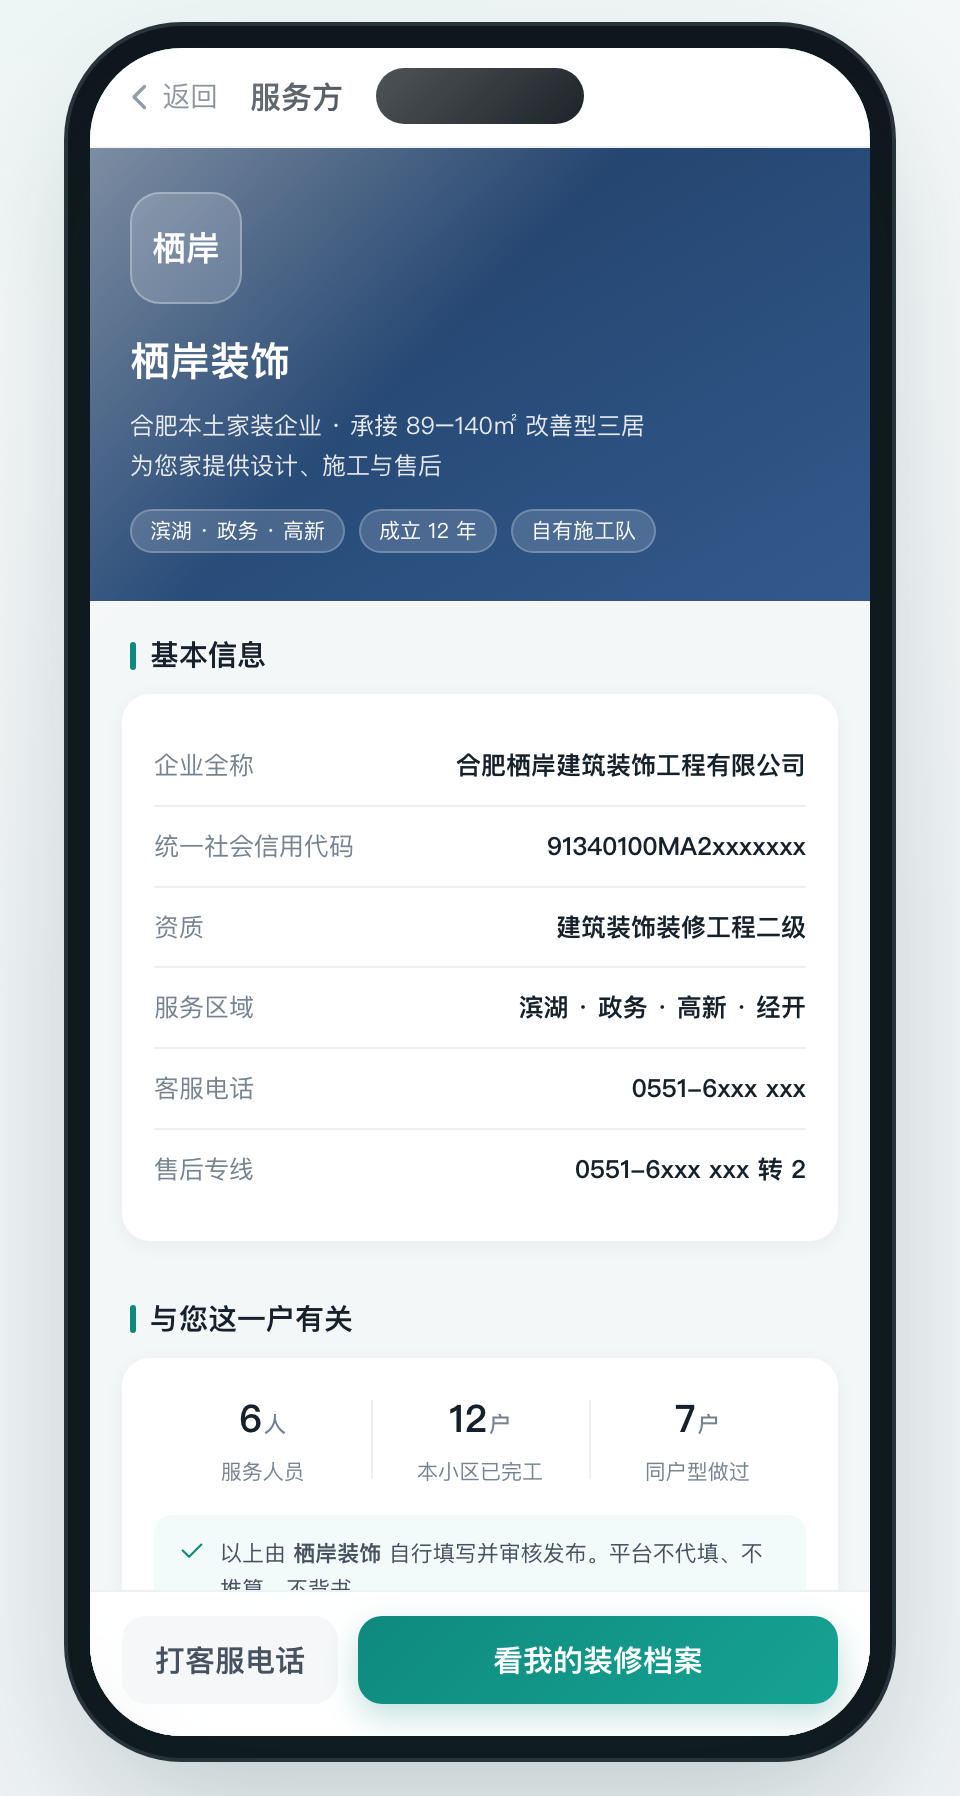 返回 服务方
栖岸
栖岸装饰
合肥本土家装企业 · 承接 89–140㎡ 改善型三居
为您家提供设计、施工与售后
滨湖 · 政务 · 高新 成立 12 年 自有施工队
基本信息
企业全称 合肥栖岸建筑装饰工程有限公司
统一社会信用代码 91340100MA2xxxxxxx
资质 建筑装饰装修工程二级
服务区域 滨湖 · 政务 · 高新 · 经开
客服电话 0551-6xxx xxx
售后专线 0551-6xxx xxx 转 2
与您这一户有关
6人 12户 7户
服务人员 本小区已完工 同户型做过
以上由 栖岸装饰 自行填写并审核发布。平台不代填、不
推算、不背书
打客服电话 看我的装修档案